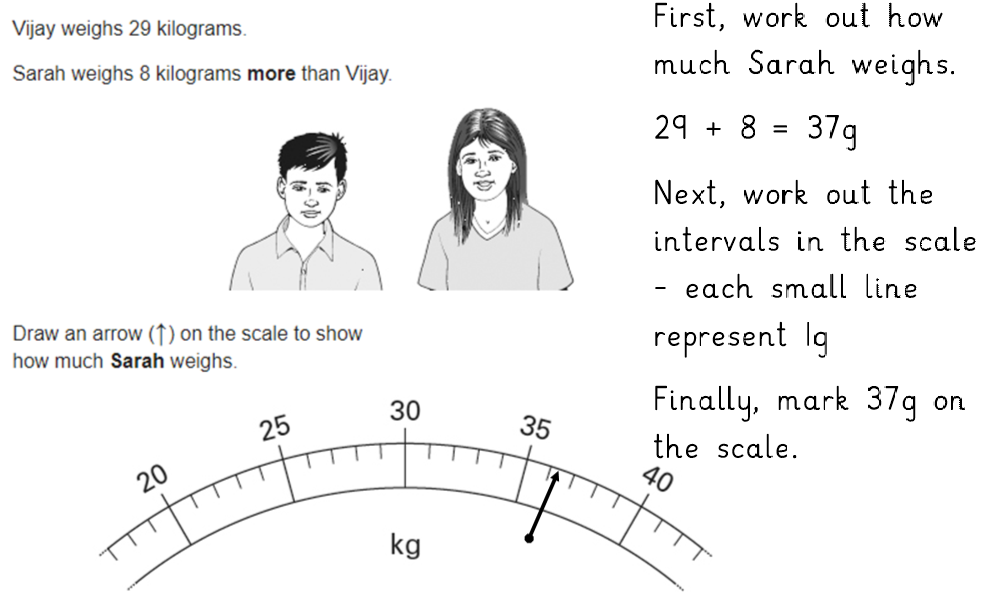 Vijay weighs 29 kilograms.
Sarah weighs 8 kilograms more than Vijay.
Draw an arrow (↑) on the scale to show
how much Sarah weighs.
20
25
30
35
40
kg
First, work out how
much Sarah weighs.
29 + 8 = 37g
Next, work out the
intervals in the scale
- each small line
represent 1g
Finally, mark 37g on
the scale.